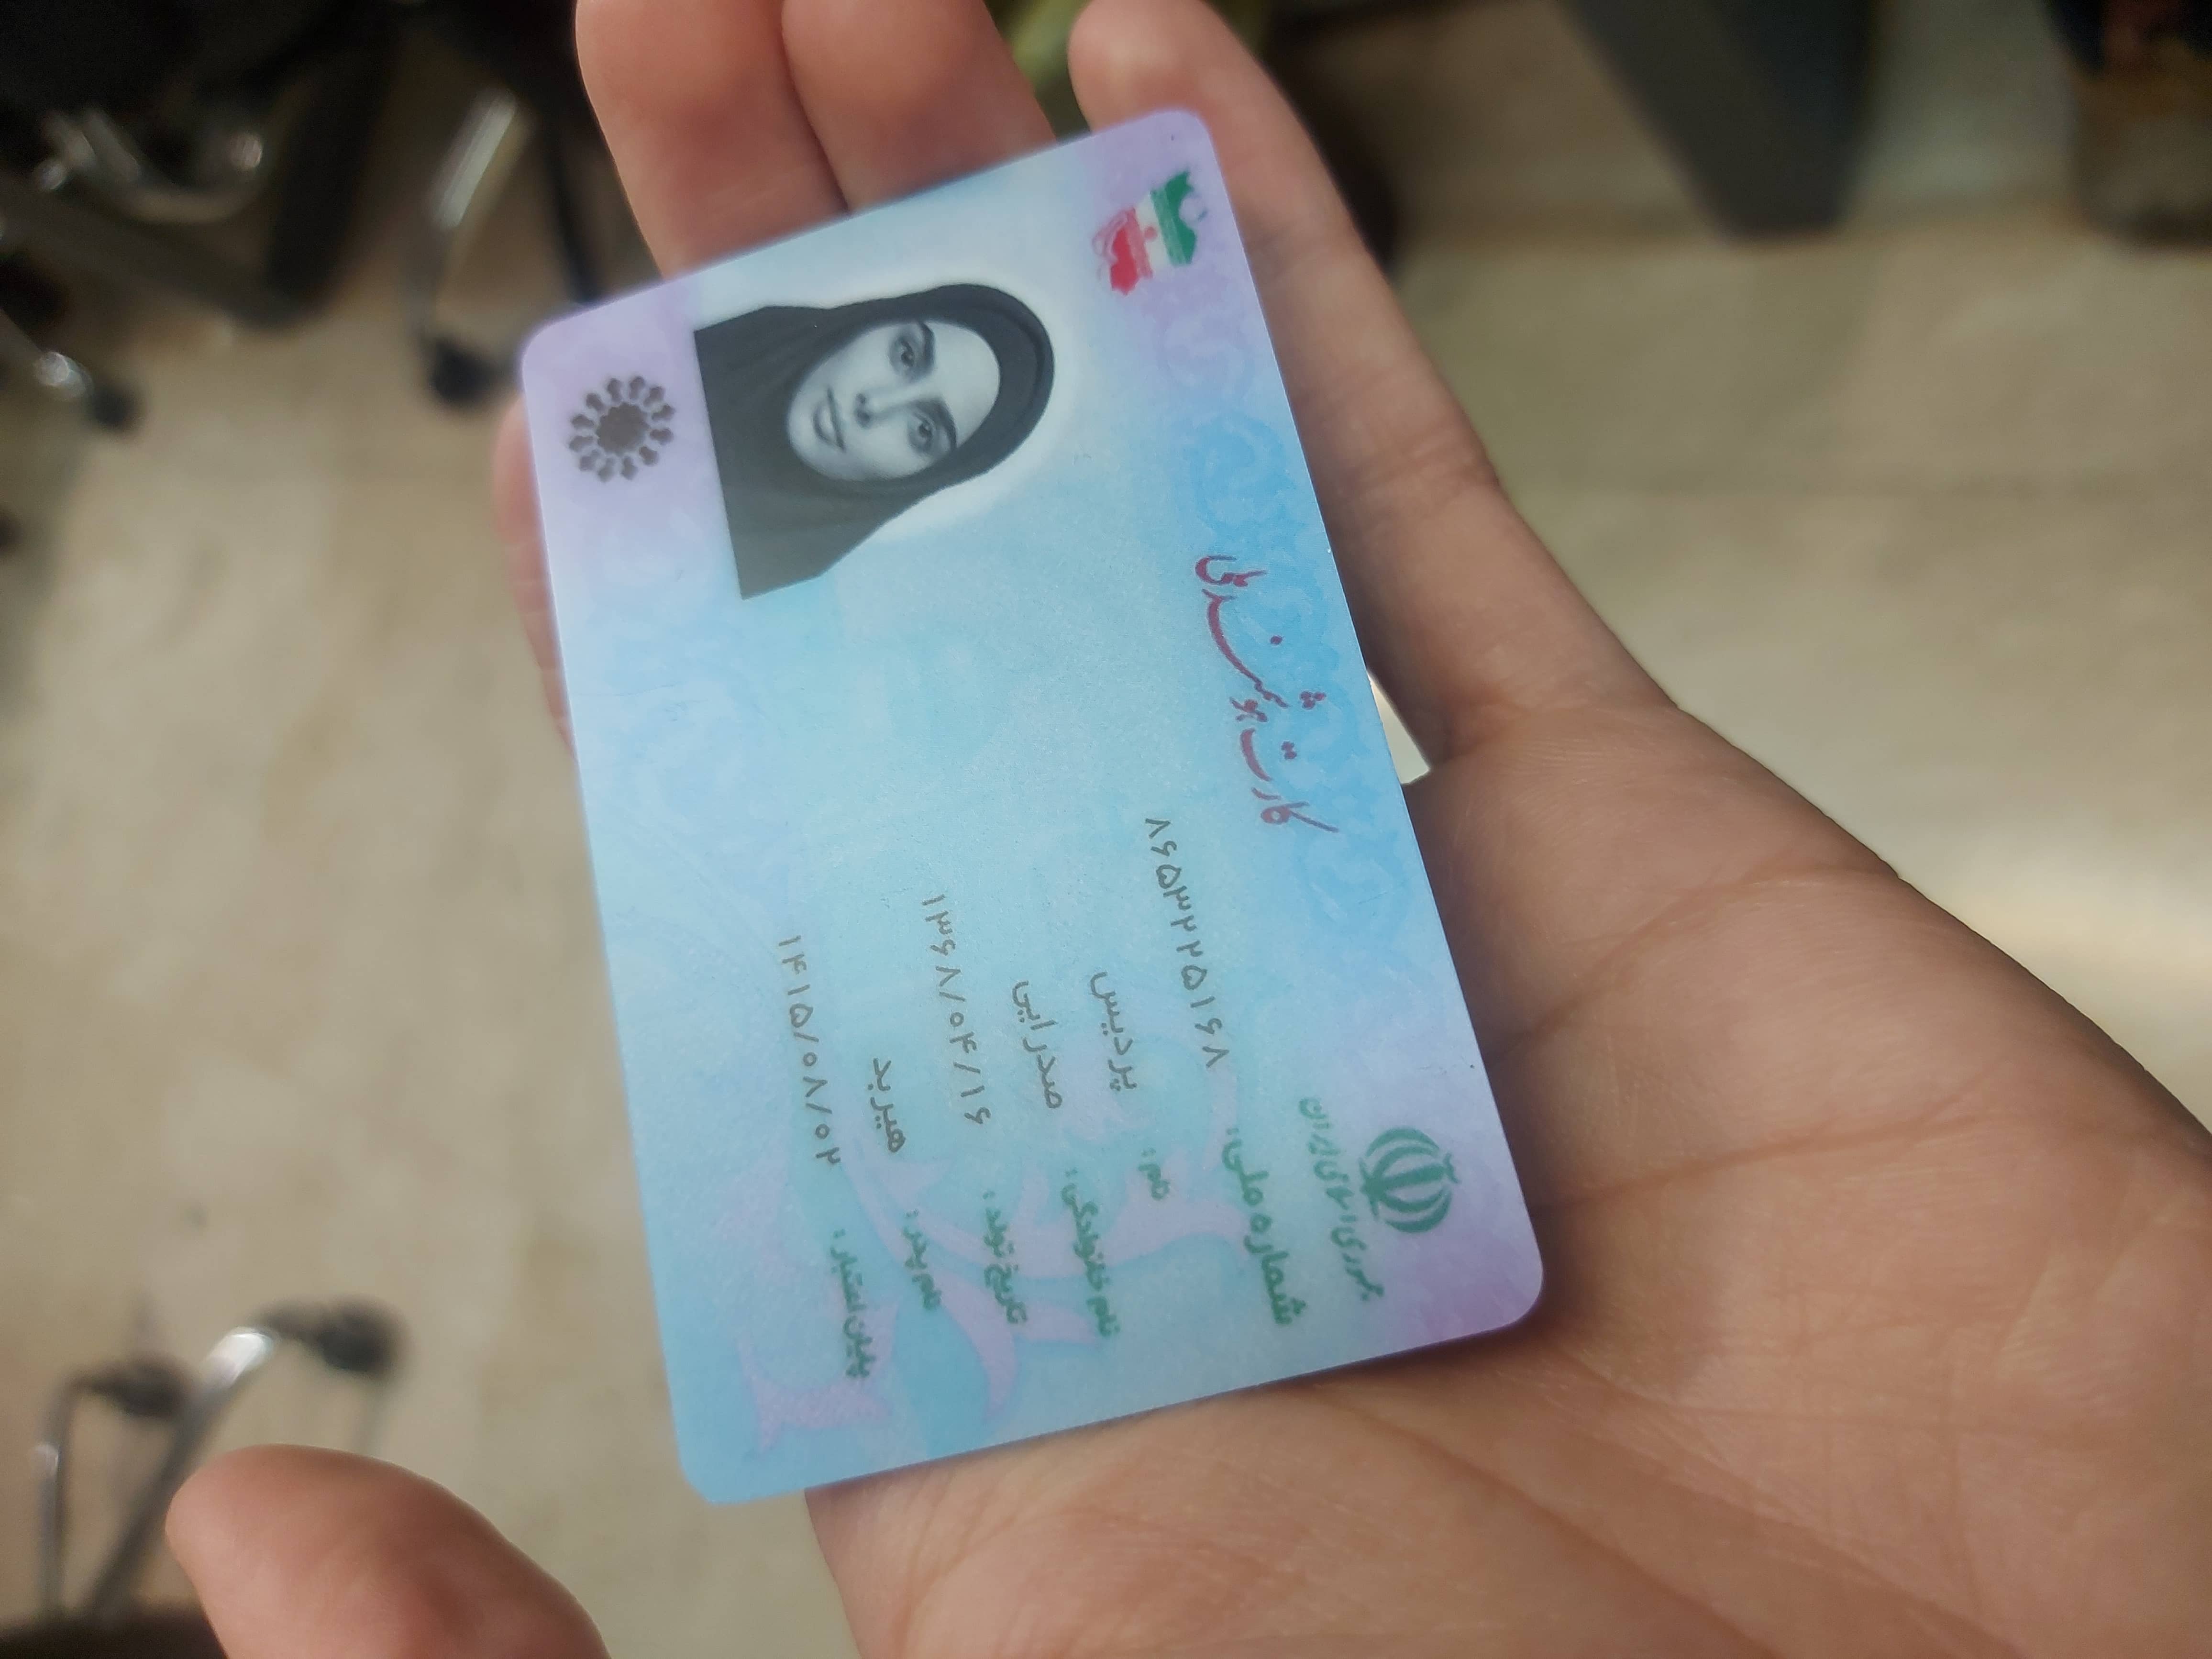 جمهوری اسلامی ایران
کارت هوشمند ملی
شماره ملی: ۸۶۵۳۲۲۵۱۶۸
نام: پردیس
نام خانوادگی: صدرایی
تاریخ تولد: ۱۳۶۸/۰۴/۱۶
نام پدر: هیربد
پایان اعتبار: ۱۴۱۵/۰۸/۰۲